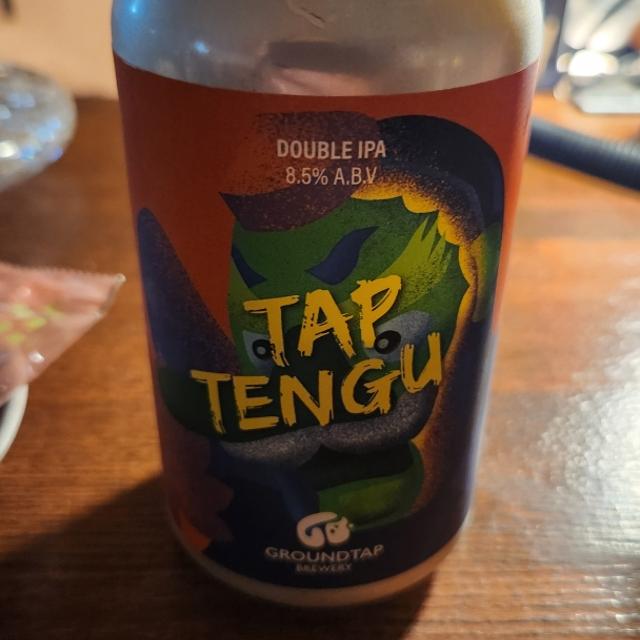 DOUBLE IPA
8.5% A.B.V
TAP
TENGU
GROUNDTAP
BREWERY